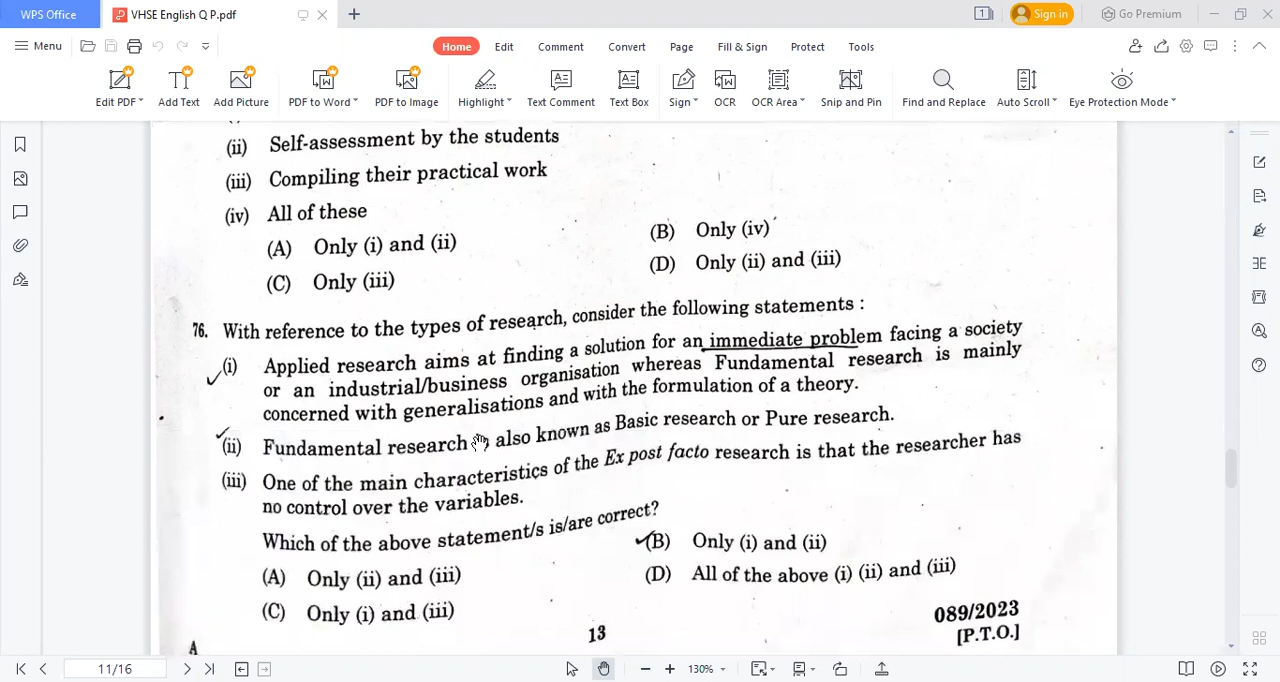 WPS Office
VHSE English Q P.pdf
Sign in
Go Premium
Menu
Home
Edit
Comment
Convert
Page
Fill & Sign
Protect
Tools
Edit PDF
Add Text
Add Picture
PDF to Word
PDF to Image
Highlight
Text Comment
Text Box
Sign
OCR
OCR Area
Snip and Pin
Find and Replace
Auto Scroll
Eye Protection Mode
(ii) Self-assessment by the students
(iii) Compiling their practical work
(iv) All of these
(A) Only (i) and (ii)
(B) Only (iv)
(C) Only (iii)
(D) Only (ii) and (iii)
76. With reference to the types of research, consider the following statements :
(i) Applied research aims at finding a solution for an immediate problem facing a society
or an industrial/business organisation whereas Fundamental research is mainly
concerned with generalisations and with the formulation of a theory.
(ii) Fundamental research also known as Basic research or Pure research.
(iii) One of the main characteristics of the Ex post facto research is that the researcher has
no control over the variables.
Which of the above statement/s is/are correct?
(A) Only (ii) and (iii)
(B) Only (i) and (ii)
(C) Only (i) and (iii)
(D) All of the above (i) (ii) and (iii)
A
13
089/2023
[P.T.O.]
11/16
130%